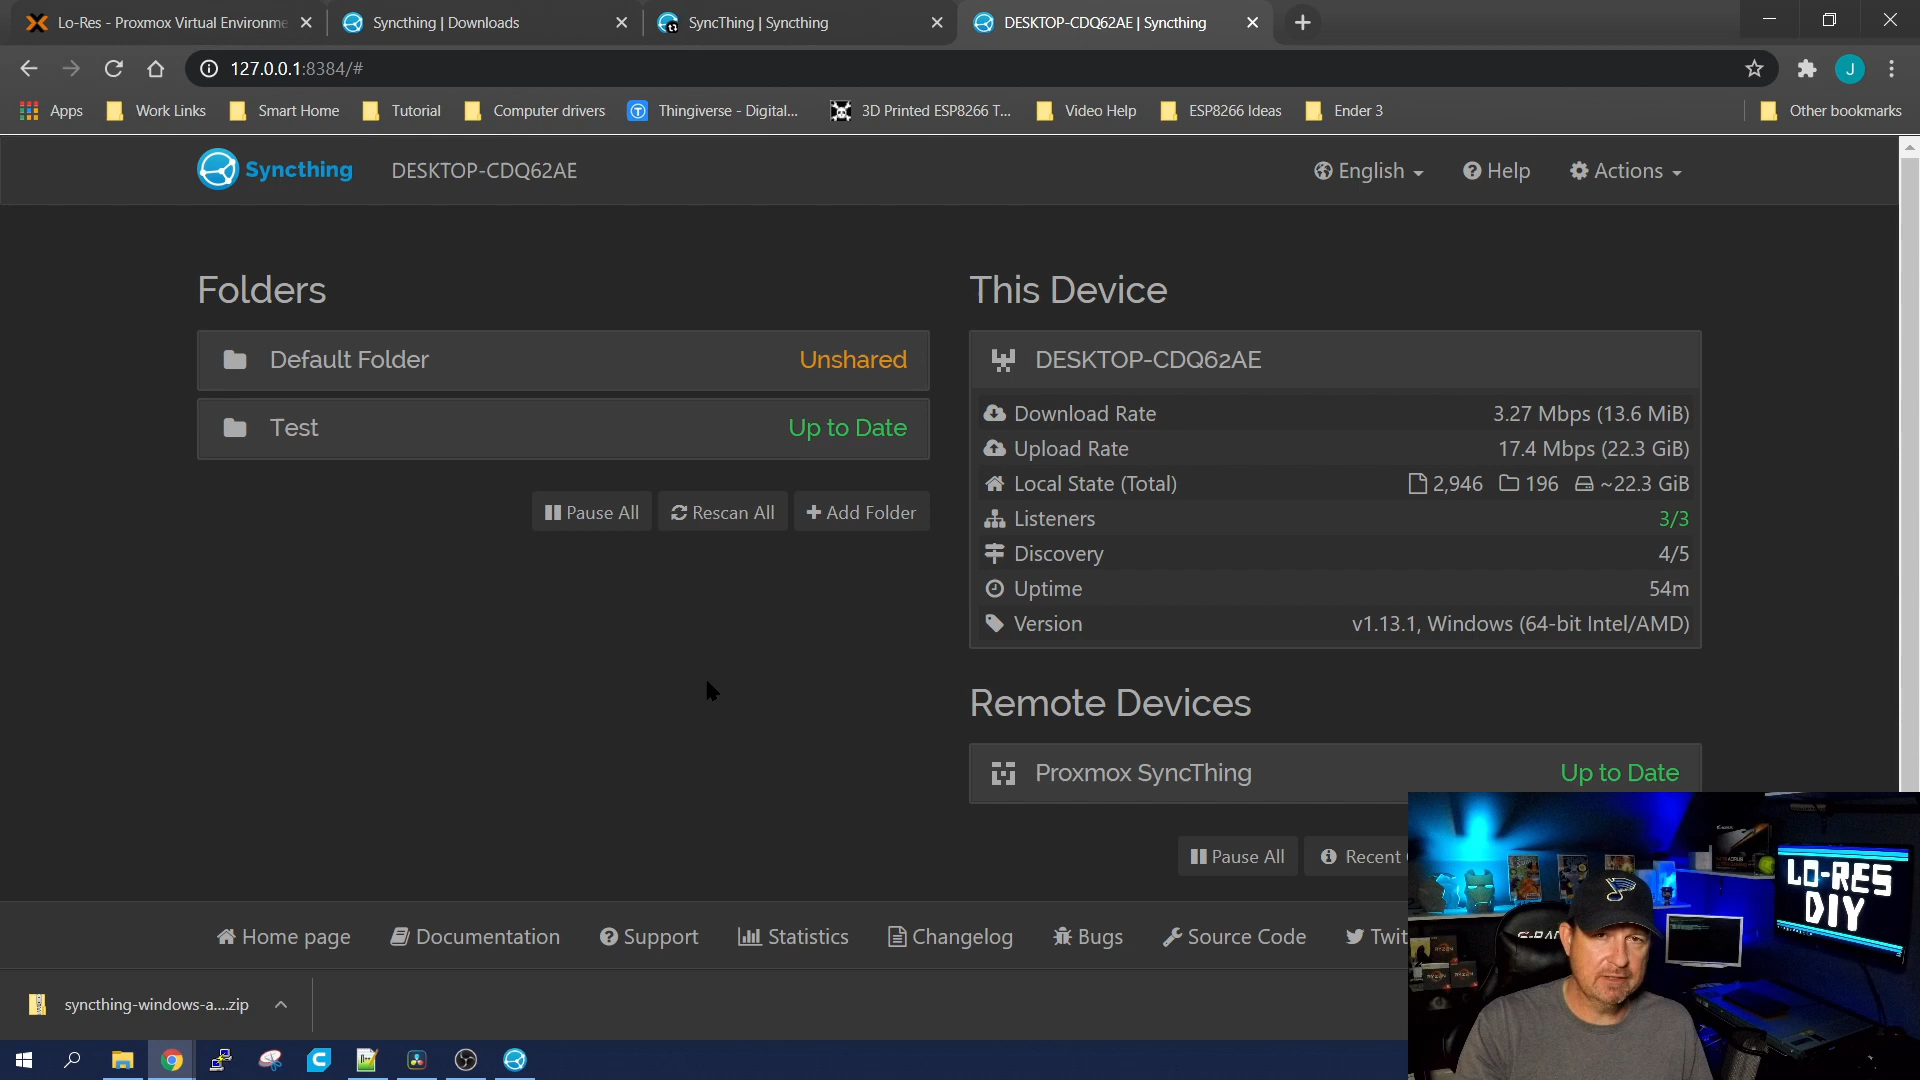 Lo-Res - Proxmox Virtual Environme
Syncthing | Downloads
SyncThing | Syncthing
DESKTOP-CDQ62AE | Syncthing
127.0.0.1:8384/#
J
Apps
Work Links
Smart Home
Tutorial
Computer drivers
Thingiverse - Digital...
3D Printed ESP8266 T...
Video Help
ESP8266 Ideas
Ender 3
Other bookmarks
Syncthing
DESKTOP-CDQ62AE
English
Help
Actions
Folders
Default Folder
Unshared
Test
Up to Date
Pause All
Rescan All
Add Folder
This Device
DESKTOP-CDQ62AE
Download Rate 3.27 Mbps (13.6 MiB)
Upload Rate 17.4 Mbps (22.3 GiB)
Local State (Total) 2,946 196 ~22.3 GiB
Listeners 3/3
Discovery 4/5
Uptime 54m
Version v1.13.1, Windows (64-bit Intel/AMD)
Remote Devices
Proxmox SyncThing
Up to Date
Pause All
Recent
Home page
Documentation
Support
Statistics
Changelog
Bugs
Source Code
Twit
syncthing-windows-a....zip
LO-RES
DIY
RYZEN
RYZEN
RYZEN